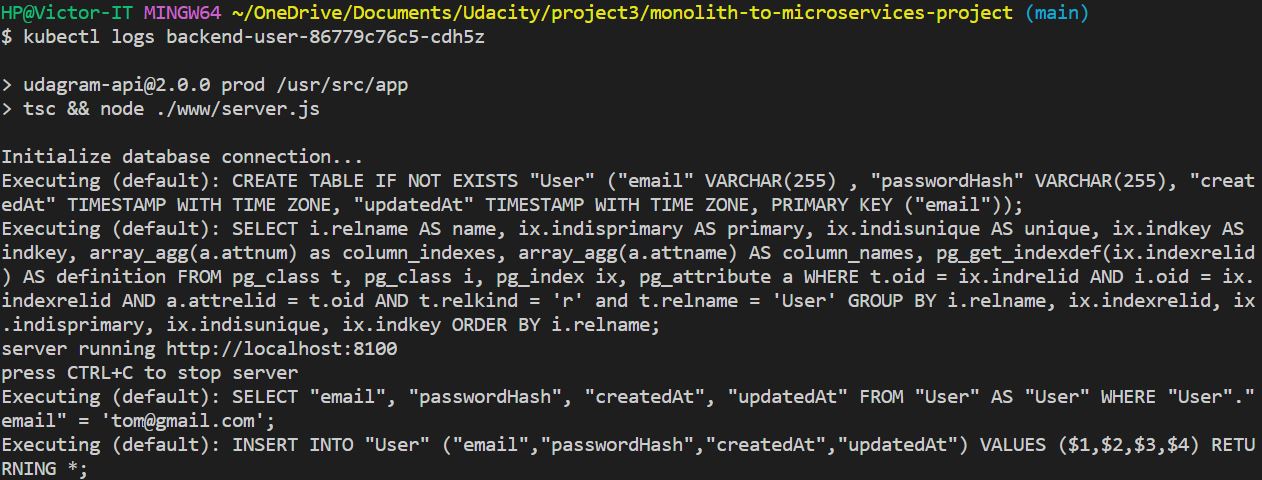 HP@Victor-IT MINGW64 ~/OneDrive/Documents/Udacity/project3/monolith-to-microservices-project (main)
$ kubectl logs backend-user-86779c76c5-cdh5z
> udagram-api@2.0.0 prod /usr/src/app
> tsc && node ./www/server.js
Initialize database connection...
Executing (default): CREATE TABLE IF NOT EXISTS "User" ("email" VARCHAR(255) , "passwordHash" VARCHAR(255), "creat
edAt" TIMESTAMP WITH TIME ZONE, "updatedAt" TIMESTAMP WITH TIME ZONE, PRIMARY KEY ("email"));
Executing (default): SELECT i.relname AS name, ix.indisprimary AS primary, ix.indisunique AS unique, ix.indkey AS
indkey, array_agg(a.attnum) as column_indexes, array_agg(a.attname) AS column_names, pg_get_indexdef(ix.indexrelid
) AS definition FROM pg_class t, pg_class i, pg_index ix, pg_attribute a WHERE t.oid = ix.indrelid AND i.oid = ix.
indexrelid AND a.attrelid = t.oid AND t.relkind = 'r' and t.relname = 'User' GROUP BY i.relname, ix.indexrelid, ix
.indisprimary, ix.indisunique, ix.indkey ORDER BY i.relname;
server running http://localhost:8100
press CTRL+C to stop server
Executing (default): SELECT "email", "passwordHash", "createdAt", "updatedAt" FROM "User" AS "User" WHERE "User"."
email" = 'tom@gmail.com';
Executing (default): INSERT INTO "User" ("email","passwordHash","createdAt","updatedAt") VALUES ($1,$2,$3,$4) RETU
RNING *;